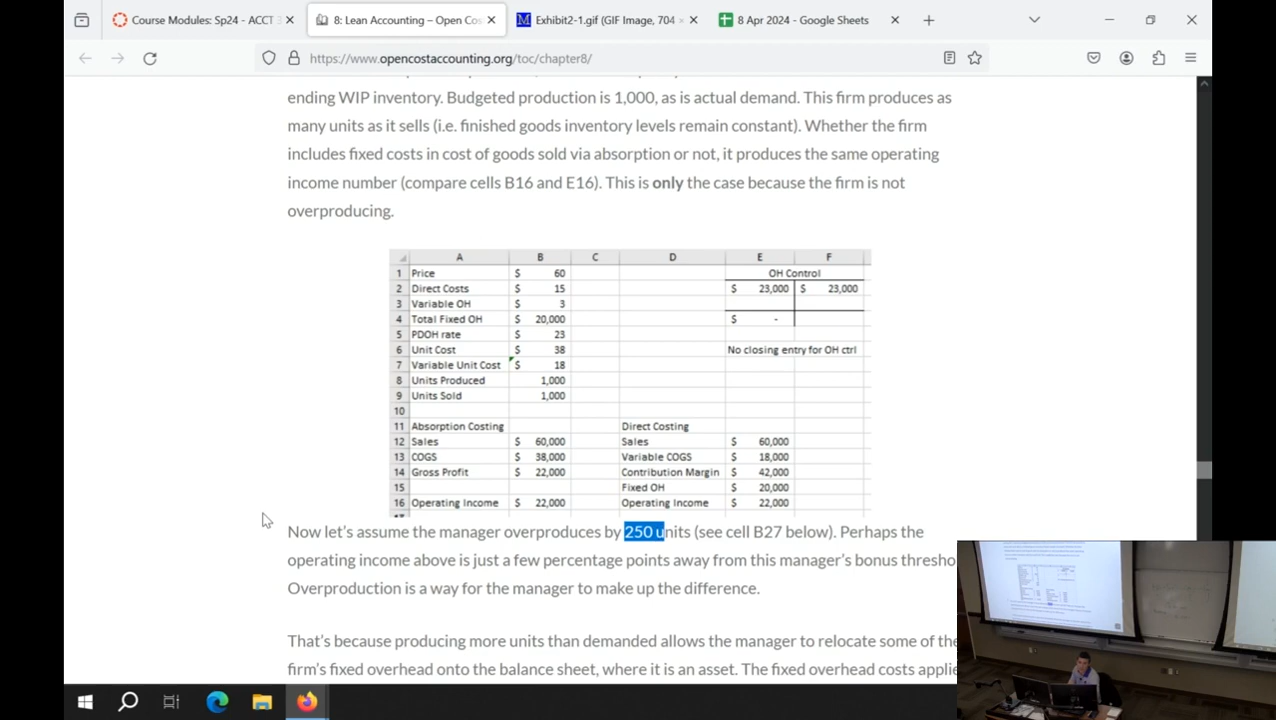 Course Modules: Sp24 - ACCT 3
8: Lean Accounting – Open Cos
Exhibit2-1.gif (GIF Image, 704 ×
8 Apr 2024 - Google Sheets
https://www.opencostaccounting.org/toc/chapter8/
ending WIP inventory. Budgeted production is 1,000, as is actual demand. This firm produces as
many units as it sells (i.e. finished goods inventory levels remain constant). Whether the firm
includes fixed costs in cost of goods sold via absorption or not, it produces the same operating
income number (compare cells B16 and E16). This is only the case because the firm is not
overproducing.
A B C D E F
1 Price $ 60 OH Control
2 Direct Costs $ 15 $ 23,000 $ 23,000
3 Variable OH $ 3
4 Total Fixed OH $ 20,000 $ -
5 PDOH rate $ 23
6 Unit Cost $ 38 No closing entry for OH ctrl
7 Variable Unit Cost $ 18
8 Units Produced 1,000
9 Units Sold 1,000
10
11 Absorption Costing Direct Costing
12 Sales $ 60,000 Sales $ 60,000
13 COGS $ 38,000 Variable COGS $ 18,000
14 Gross Profit $ 22,000 Contribution Margin $ 42,000
15 Fixed OH $ 20,000
16 Operating Income $ 22,000 Operating Income $ 22,000
Now let's assume the manager overproduces by 250 units (see cell B27 below). Perhaps the
operating income above is just a few percentage points away from this manager's bonus thresho
Overproduction is a way for the manager to make up the difference.
That's because producing more units than demanded allows the manager to relocate some of the
firm's fixed overhead onto the balance sheet, where it is an asset. The fixed overhead costs applie